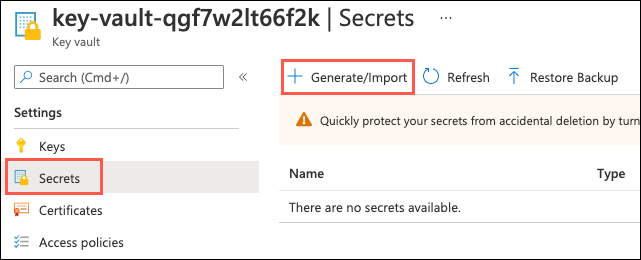 key-vault-qgf7w2lt66f2k | Secrets ...
Key vault
Search (Cmd+/)
«
Generate/Import
Refresh
Restore Backup
Settings
Keys
Secrets
Certificates
Access policies
Quickly protect your secrets from accidental deletion by turn
Name
Type
There are no secrets available.